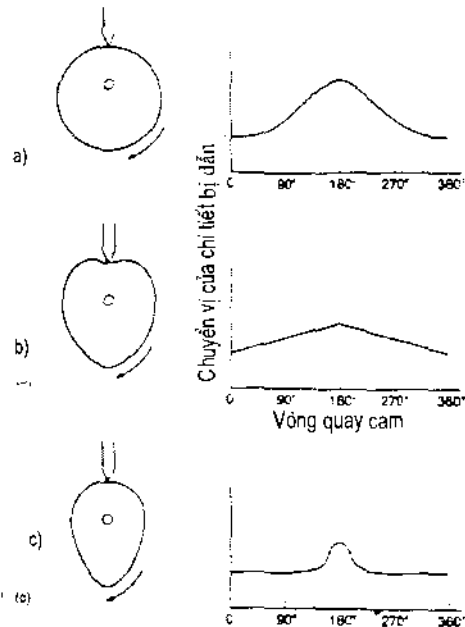 a)
Chuyển vị của chi tiết bị dẫn
0 90° 180° 270° 360°
b)
0 90° 180° 270° 360°
Vòng quay cam
c)
(c)
0 90° 180° 270° 360°